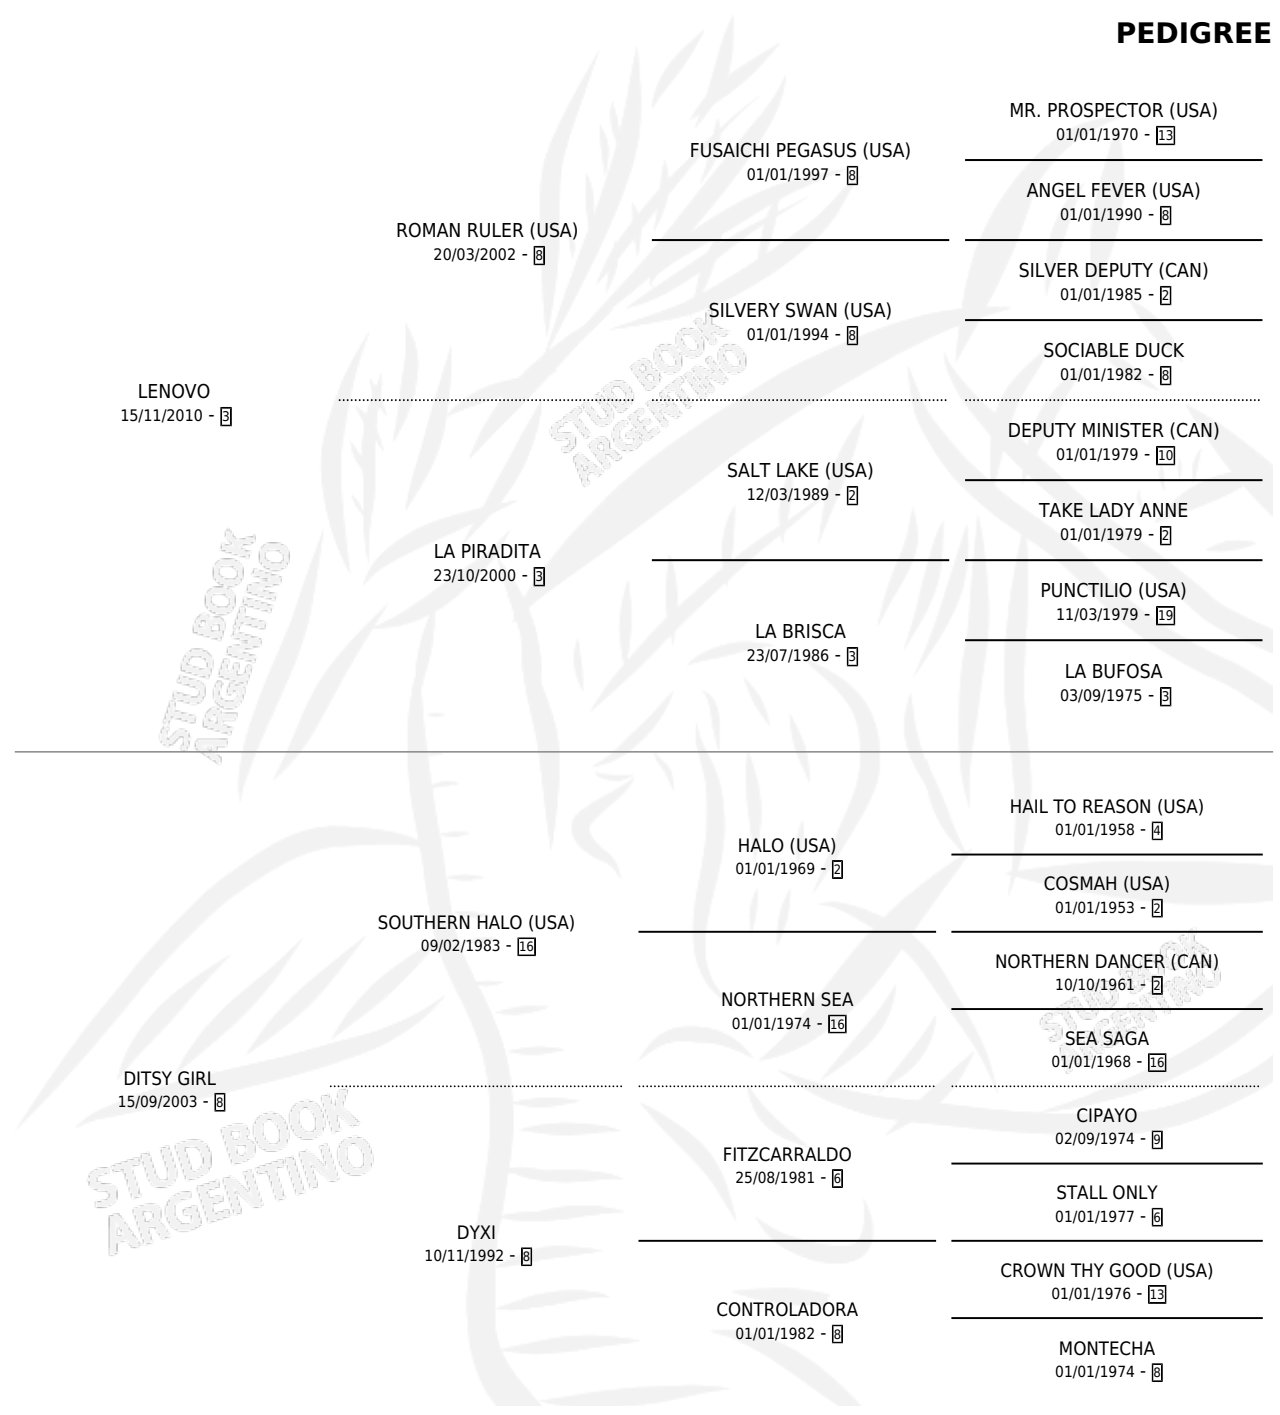 PEDIGREE
MR. PROSPECTOR (USA)
01/01/1970 - 13
FUSAICHI PEGASUS (USA)
01/01/1997 - 8
ANGEL FEVER (USA)
01/01/1990 - 8
ROMAN RULER (USA)
20/03/2002 - 8
SILVER DEPUTY (CAN)
01/01/1985 - 2
SILVERY SWAN (USA)
01/01/1994 - 8
SOCIABLE DUCK
01/01/1982 - 8
LENOVO
15/11/2010 - 3
DEPUTY MINISTER (CAN)
01/01/1979 - 10
SALT LAKE (USA)
12/03/1989 - 2
TAKE LADY ANNE
01/01/1979 - 2
LA PIRADITA
23/10/2000 - 3
PUNCTILIO (USA)
11/03/1979 - 19
LA BRISCA
23/07/1986 - 3
LA BUFOSA
03/09/1975 - 3
HAIL TO REASON (USA)
01/01/1958 - 4
HALO (USA)
01/01/1969 - 2
COSMAH (USA)
01/01/1953 - 2
SOUTHERN HALO (USA)
09/02/1983 - 16
NORTHERN DANCER (CAN)
10/10/1961 - 2
NORTHERN SEA
01/01/1974 - 16
SEA SAGA
01/01/1968 - 16
DITSY GIRL
15/09/2003 - 8
CIPAYO
02/09/1974 - 9
FITZCARRALDO
25/08/1981 - 6
STALL ONLY
01/01/1977 - 6
DYXI
10/11/1992 - 8
CROWN THY GOOD (USA)
01/01/1976 - 13
CONTROLADORA
01/01/1982 - 8
MONTECHA
01/01/1974 - 8
STUD BOOK
ARGENTINO
STUD BOOK
ARGENTINO
STUD BOOK
ARGENTINO
STUD BOOK
ARGENTINO